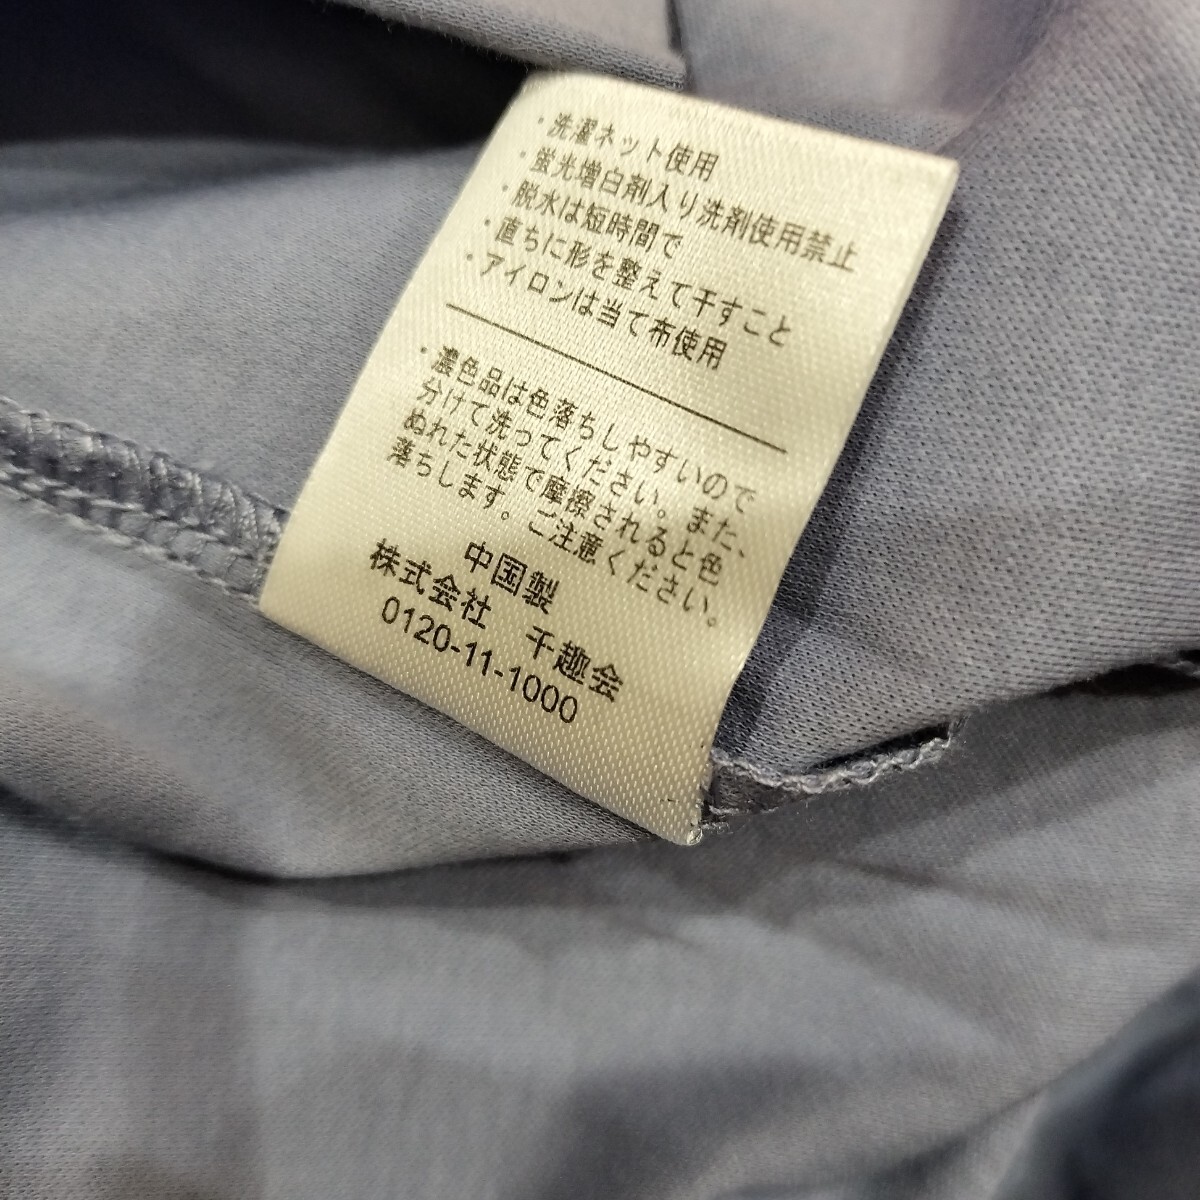 ・洗濯ネット使用
・蛍光増白剤入り洗剤使用禁止
・脱水は短時間で
・直ちに形を整えて干すこと
・アイロンは当て布使用
・濃色品は色落ちしやすいので
分けて洗ってください。また、
ぬれた状態で摩擦されると色
落ちします。ご注意ください。
中国製
株式会社 千趣会
0120-11-1000